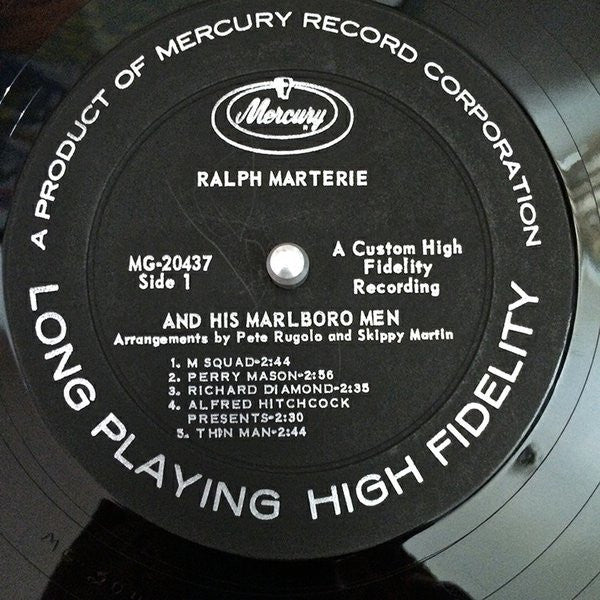 A PRODUCT OF MERCURY RECORD CORPORATION
Mercury
RALPH MARTERIE
MG-20437
Side 1
A Custom High
Fidelity
Recording
AND HIS MARLBORO MEN
Arrangements by Pete Rugolo and Skippy Martin
1. M SQUAD-2:44
2. PERRY MASON-2:56
3. RICHARD DIAMOND-2:35
4. ALFRED HITCHCOCK
PRESENTS-2:30
5. THIN MAN-2:44
LONG PLAYING HIGH FIDELITY